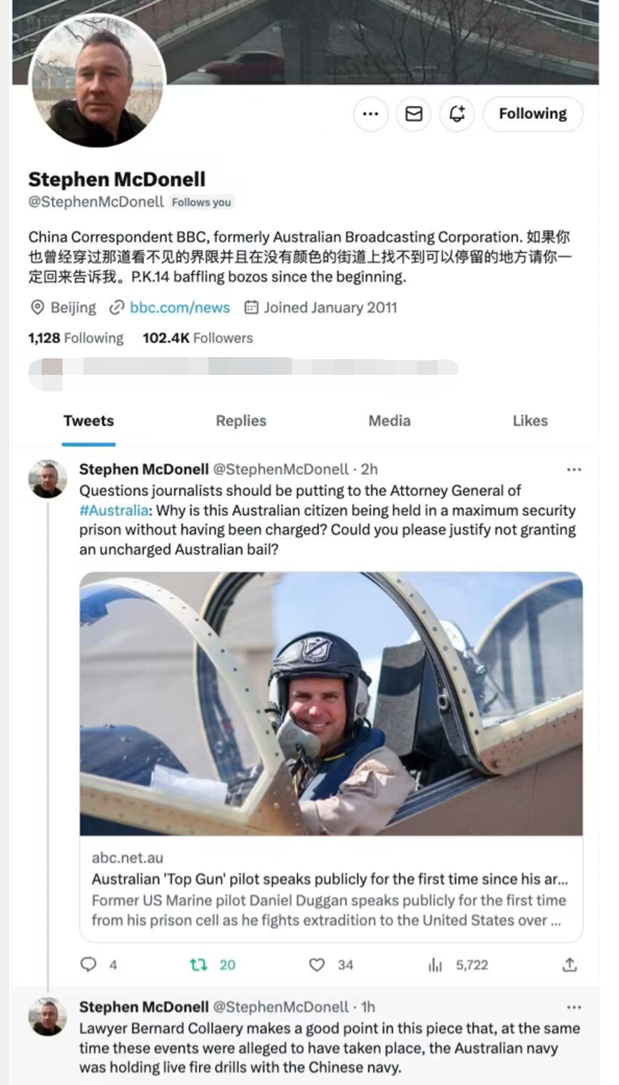 Following
Stephen McDonell
@StephenMcDonell Follows you
China Correspondent BBC, formerly Australian Broadcasting Corporation. 如果你
也曾经穿过那道看不见的界限并且在没有颜色的街道上找不到可以停留的地方请你一
定回来告诉我。P.K.14 baffling bozos since the beginning.
Beijing bbc.com/news Joined January 2011
1,128 Following 102.4K Followers
Tweets Replies Media Likes
Stephen McDonell @StephenMcDonell · 2h
Questions journalists should be putting to the Attorney General of
#Australia: Why is this Australian citizen being held in a maximum security
prison without having been charged? Could you please justify not granting
an uncharged Australian bail?
abc.net.au
Australian 'Top Gun' pilot speaks publicly for the first time since his ar...
Former US Marine pilot Daniel Duggan speaks publicly for the first time
from his prison cell as he fights extradition to the United States over ...
4 20 34 5,722
Stephen McDonell @StephenMcDonell · 1h
Lawyer Bernard Collaery makes a good point in this piece that, at the same
time these events were alleged to have taken place, the Australian navy
was holding live fire drills with the Chinese navy.